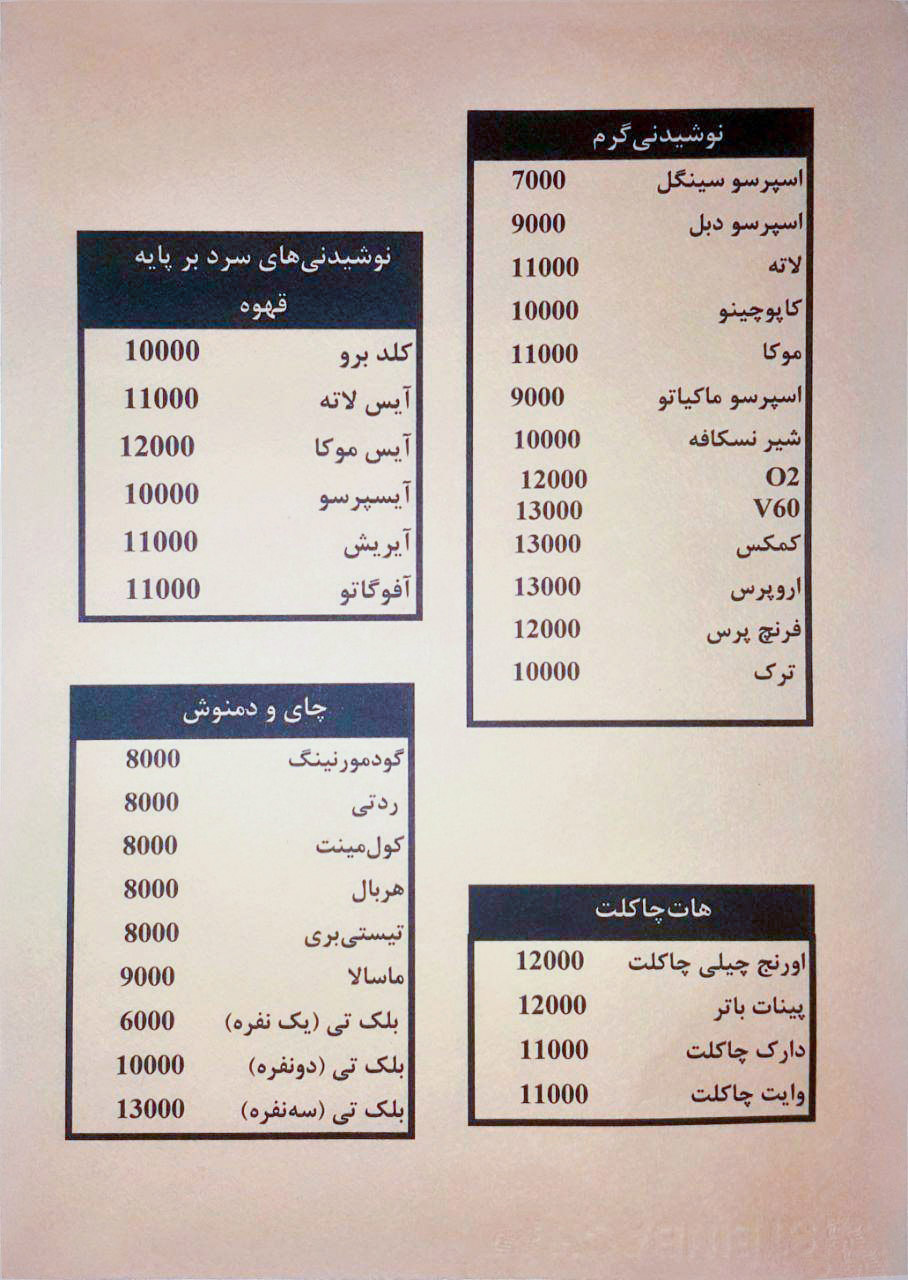 نوشیدنی‌گرم
اسپرسو سینگل 7000
اسپرسو دبل 9000
لاته 11000
کاپوچینو 10000
موکا 11000
اسپرسو ماکیاتو 9000
شیر نسکافه 10000
O2 12000
V60 13000
کمکس 13000
اروپرس 13000
فرنچ پرس 12000
ترک 10000
هات‌چاکلت
اورنج چیلی چاکلت 12000
پینات باتر 12000
دارک چاکلت 11000
وایت چاکلت 11000
نوشیدنی‌های سرد بر پایه
قهوه
کلد برو 10000
آیس لاته 11000
آیس موکا 12000
آیسپرسو 10000
آیریش 11000
آفوگاتو 11000
چای و دمنوش
گودمورنینگ 8000
ردتی 8000
کول‌مینت 8000
هربال 8000
تیستی‌بری 8000
ماسالا 9000
بلک تی (یک نفره) 6000
بلک تی (دونفره) 10000
بلک تی (سه‌نفره) 13000